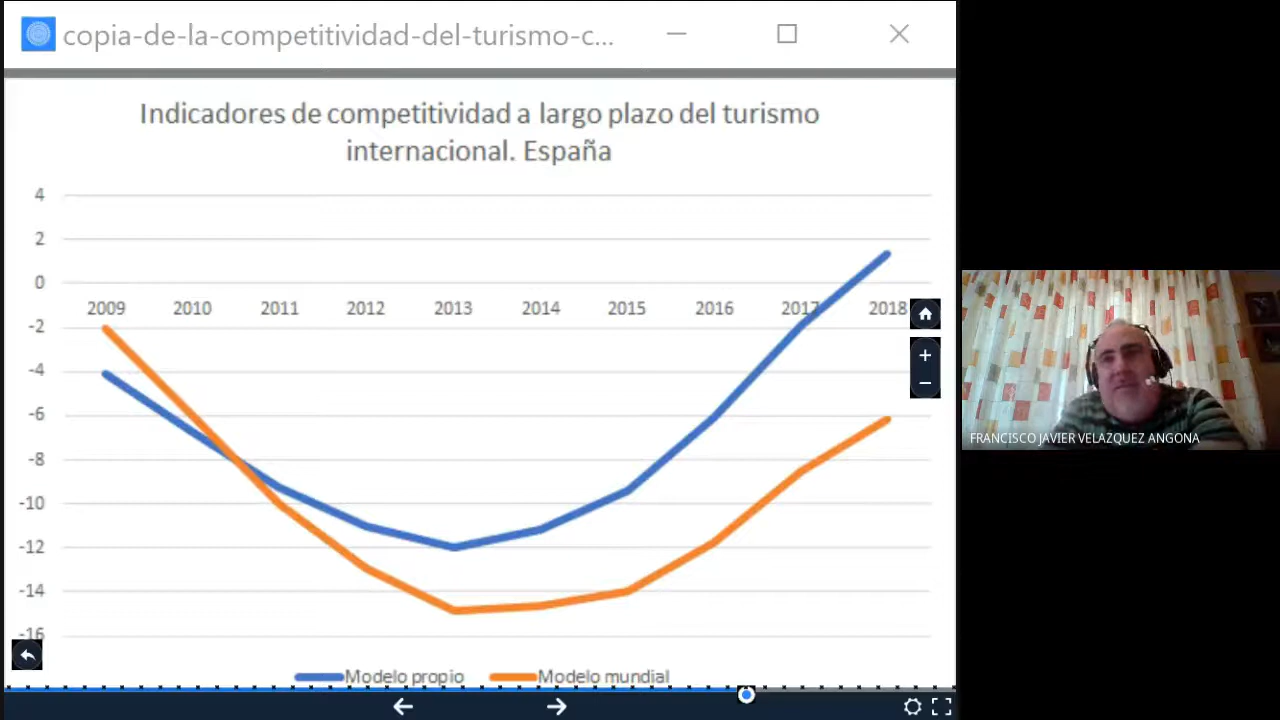 copia-de-la-competitividad-del-turismo-c...
Indicadores de competitividad a largo plazo del turismo
internacional. España
4
2
0
2009 2010 2011 2012 2013 2014 2015 2016 2017 2018
-2
-4
-6
-8
-10
-12
-14
-16
Modelo propio Modelo mundial
FRANCISCO JAVIER VELAZQUEZ ANGONA